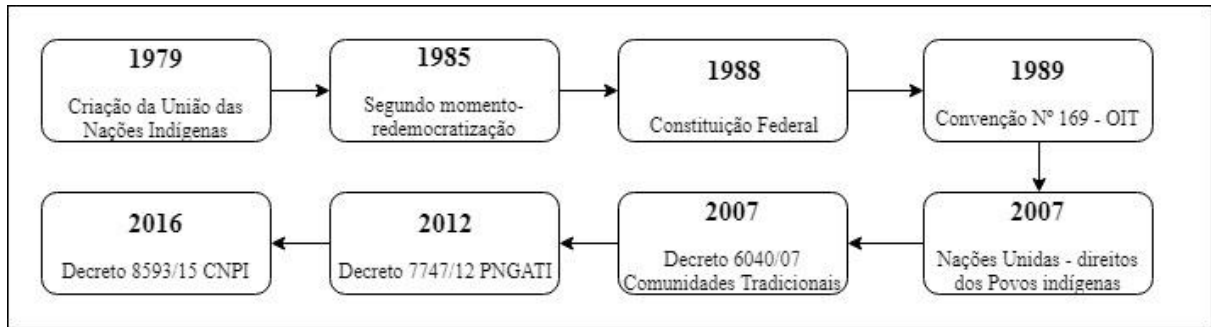 1979
Criação da União das
Nações Indígenas
1985
Segundo momento-
redemocratização
1988
Constituição Federal
1989
Convenção Nº 169 - OIT
2007
Nações Unidas - direitos
dos Povos indígenas
2007
Decreto 6040/07
Comunidades Tradicionais
2012
Decreto 7747/12 PNGATI
2016
Decreto 8593/15 CNPI